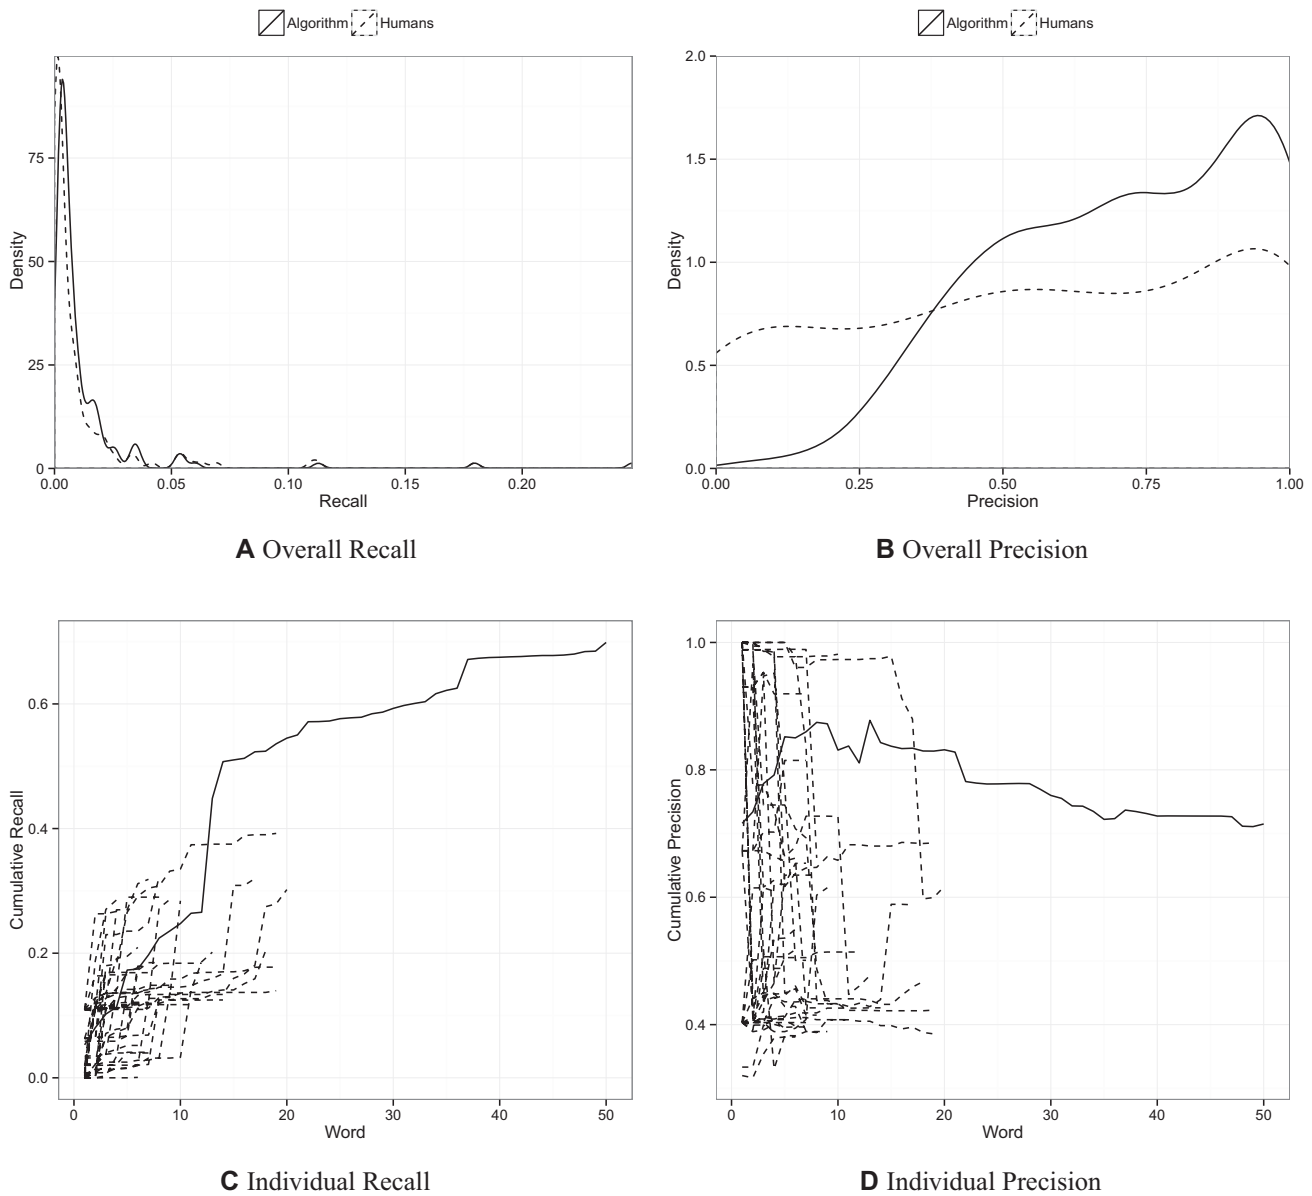 Algorithm Humans
Algorithm Humans
Density
75
50
25
0
0.00 0.05 0.10 0.15 0.20
Recall
A Overall Recall
Density
2.0
1.5
1.0
0.5
0.0
0.00 0.25 0.50 0.75 1.00
Precision
B Overall Precision
Cumulative Recall
0.6
0.4
0.2
0.0
0 10 20 30 40 50
Word
C Individual Recall
Cumulative Precision
1.0
0.8
0.6
0.4
0 10 20 30 40 50
Word
D Individual Precision